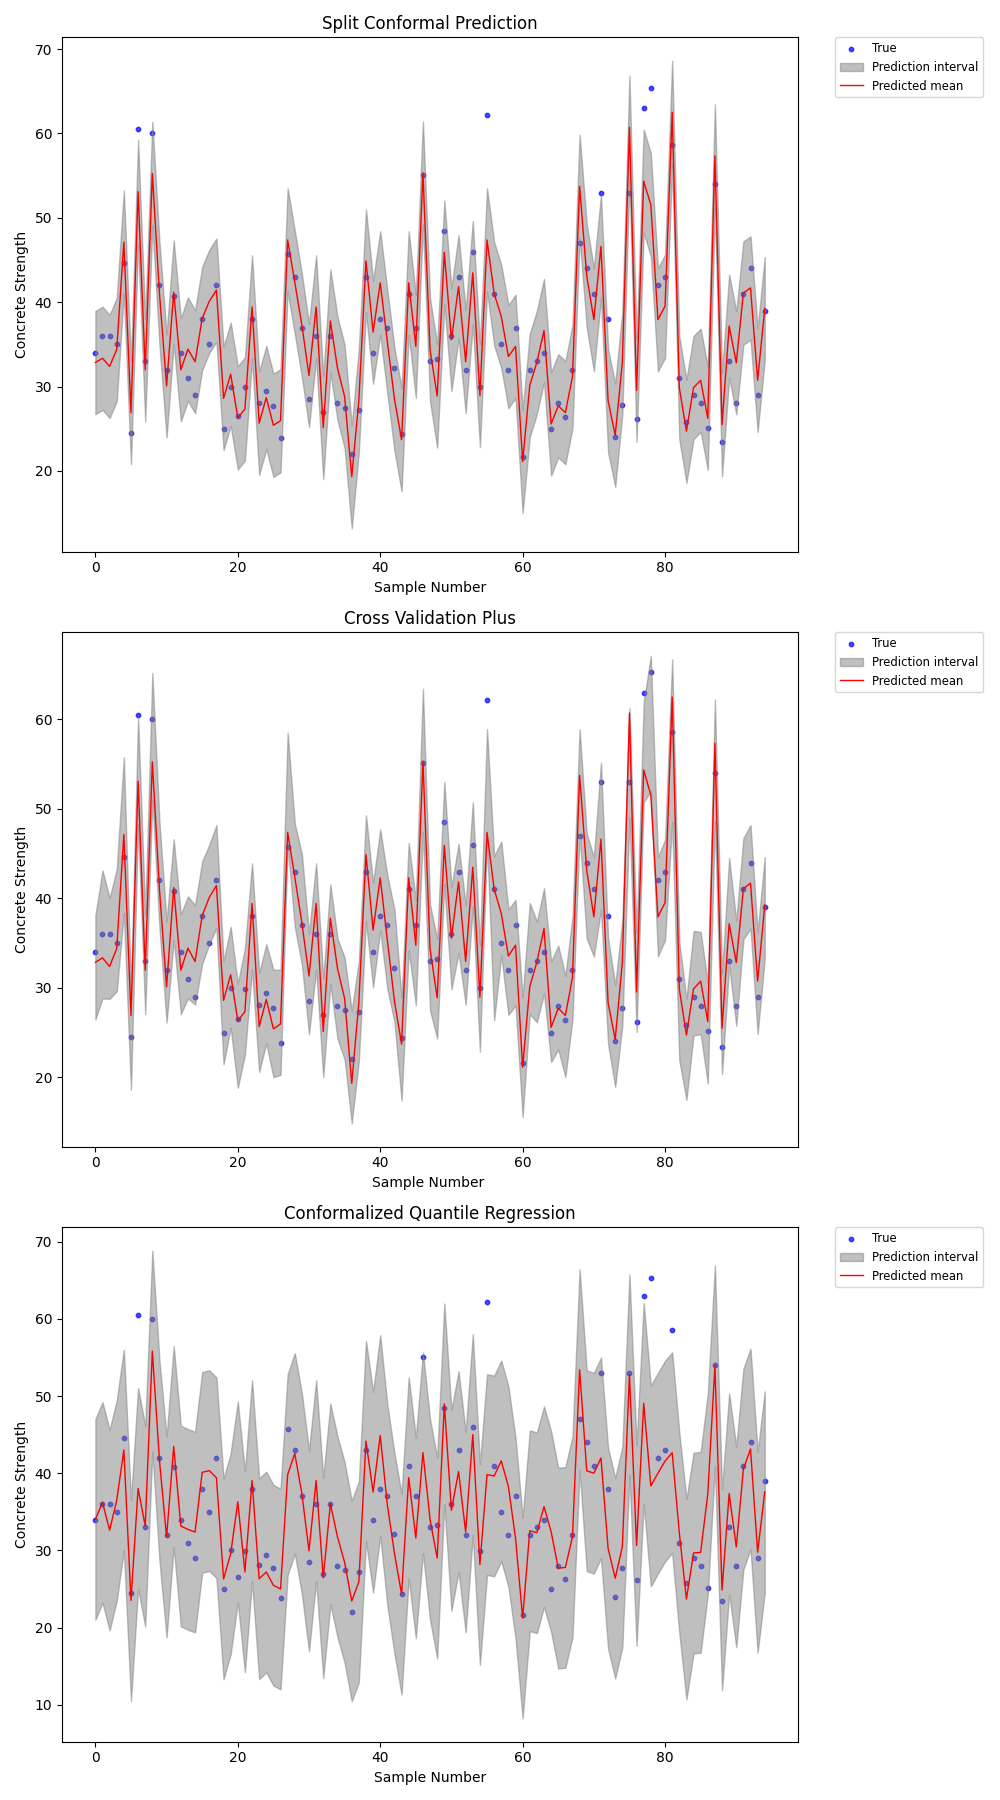 Split Conformal Prediction
70
60
50
40
30
20
Concrete Strength
0 20 40 60 80
Sample Number
True
Prediction interval
Predicted mean
Cross Validation Plus
60
50
40
30
20
Concrete Strength
0 20 40 60 80
Sample Number
True
Prediction interval
Predicted mean
Conformalized Quantile Regression
70
60
50
40
30
20
10
Concrete Strength
0 20 40 60 80
Sample Number
True
Prediction interval
Predicted mean